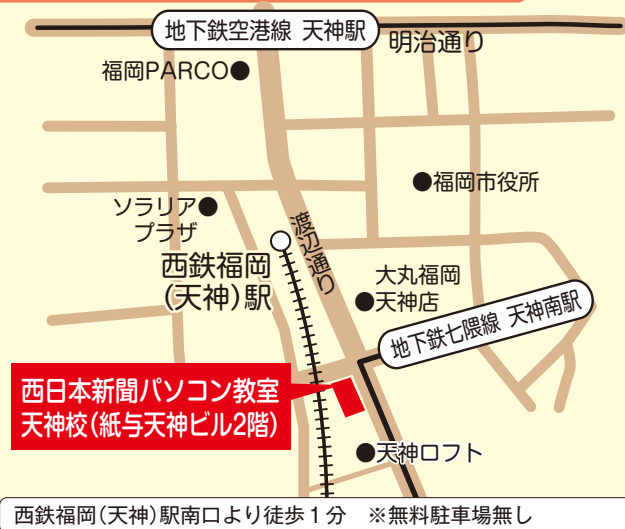 地下鉄空港線 天神駅
明治通り
福岡PARCO●
●福岡市役所
ソラリア●
プラザ
渡辺通り
西鉄福岡
(天神)駅
大丸福岡
●天神店
地下鉄七隈線 天神南駅
西日本新聞パソコン教室
天神校(紙与天神ビル2階)
●天神ロフト
西鉄福岡(天神)駅南口より徒歩1分 ※無料駐車場無し